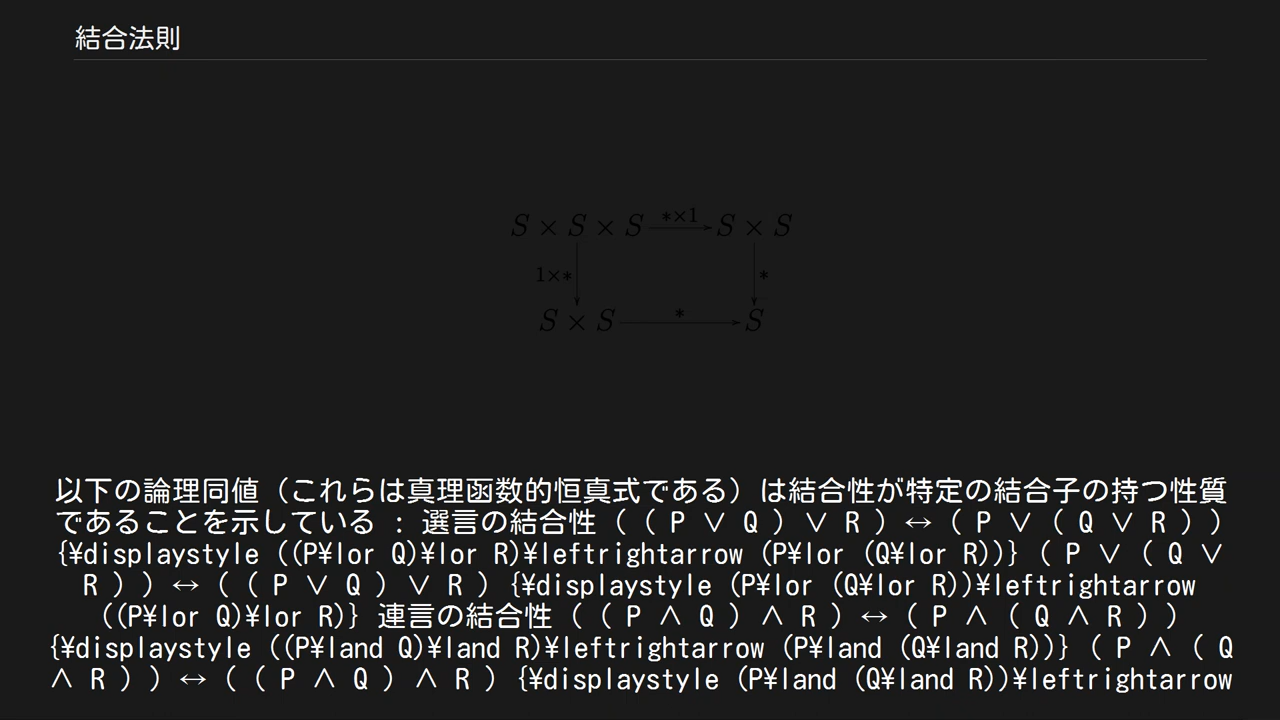 結合法則
S × S × S *×1 S × S
1×* *
S × S * S
以下の論理同値（これらは真理函数的恒真式である）は結合性が特定の結合子の持つ性質
であることを示している : 選言の結合性 ( ( P ∨ Q ) ∨ R ) ↔ ( P ∨ ( Q ∨ R ) )
{¥displaystyle ((P¥lor Q)¥lor R)¥leftrightarrow (P¥lor (Q¥lor R))} ( P ∨ ( Q ∨
R ) ) ↔ ( ( P ∨ Q ) ∨ R ) {¥displaystyle (P¥lor (Q¥lor R))¥leftrightarrow
((P¥lor Q)¥lor R)} 連言の結合性 ( ( P ∧ Q ) ∧ R ) ↔ ( P ∧ ( Q ∧ R ) )
{¥displaystyle ((P¥land Q)¥land R)¥leftrightarrow (P¥land (Q¥land R))} ( P ∧ ( Q
∧ R ) ) ↔ ( ( P ∧ Q ) ∧ R ) {¥displaystyle (P¥land (Q¥land R))¥leftrightarrow